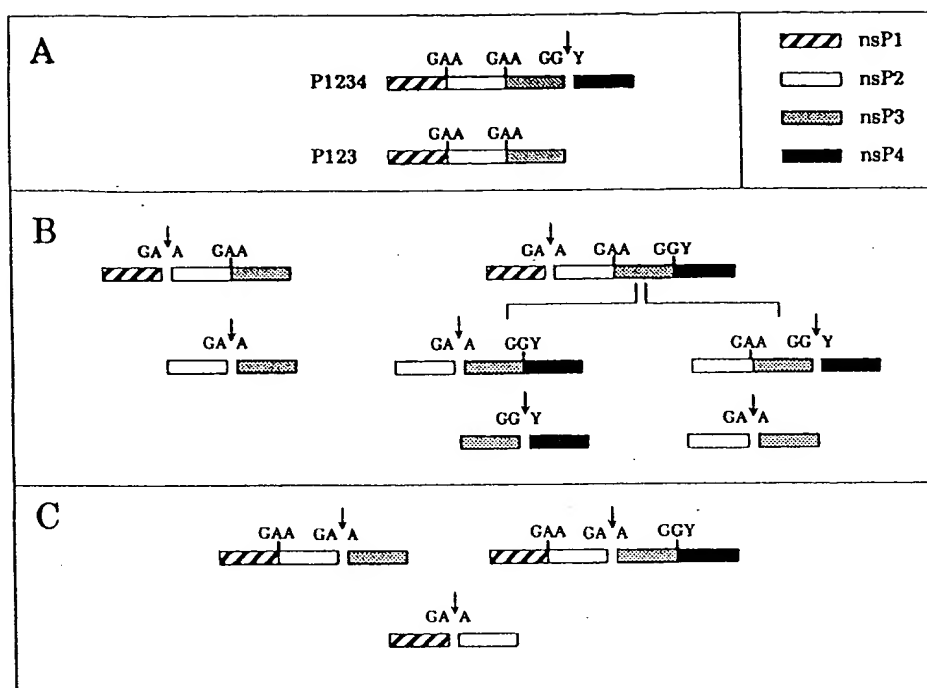 A
GAA GAA GG Y
P1234
GAA GAA
P123
nsP1
nsP2
nsP3
nsP4
B
GA A GAA
GA A GAA GGY
GA A
GA A GGY
GAA GG Y
GG Y
GA A
C
GAA GA A
GAA GA A GGY
GA A